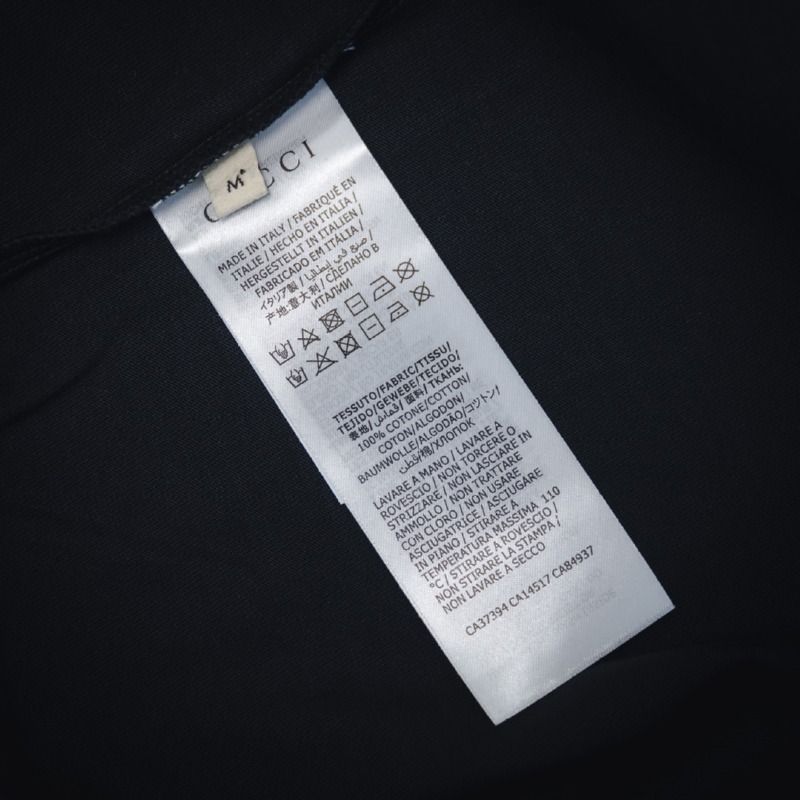 GUCCI
M
MADE IN ITALY / FABRIQUÉ EN
ITALIE / HECHO EN ITALIA /
HERGESTELLT IN ITALIEN /
FABRICADO EM ITÁLIA /
イタリア製 / صنع في إيطاليا /
产地:意大利 / СДЕЛАНО В
ИТАЛИИ
TESSUTO/FABRIC/TISSU/
TEJIDO/GEWEBE/TECIDO/
表地/قماش/面料/ТКАНЬ:
100% COTONE/COTTON/
COTON/ALGODON/
BAUMWOLLE/ALGODÃO/コットン/
قطن/棉/ХЛОПОК
LAVARE A MANO / LAVARE A
ROVESCIO / NON TORCERE O
STRIZZARE / NON LASCIARE IN
AMMOLLO / NON TRATTARE
CON CLORO / NON USARE
ASCIUGATRICE / ASCIUGARE
IN PIANO / STIRARE A
TEMPERATURA MASSIMA 110
°C / STIRARE A ROVESCIO /
NON STIRARE LA STAMPA /
NON LAVARE A SECCO
CA37394 CA14517 CA84937